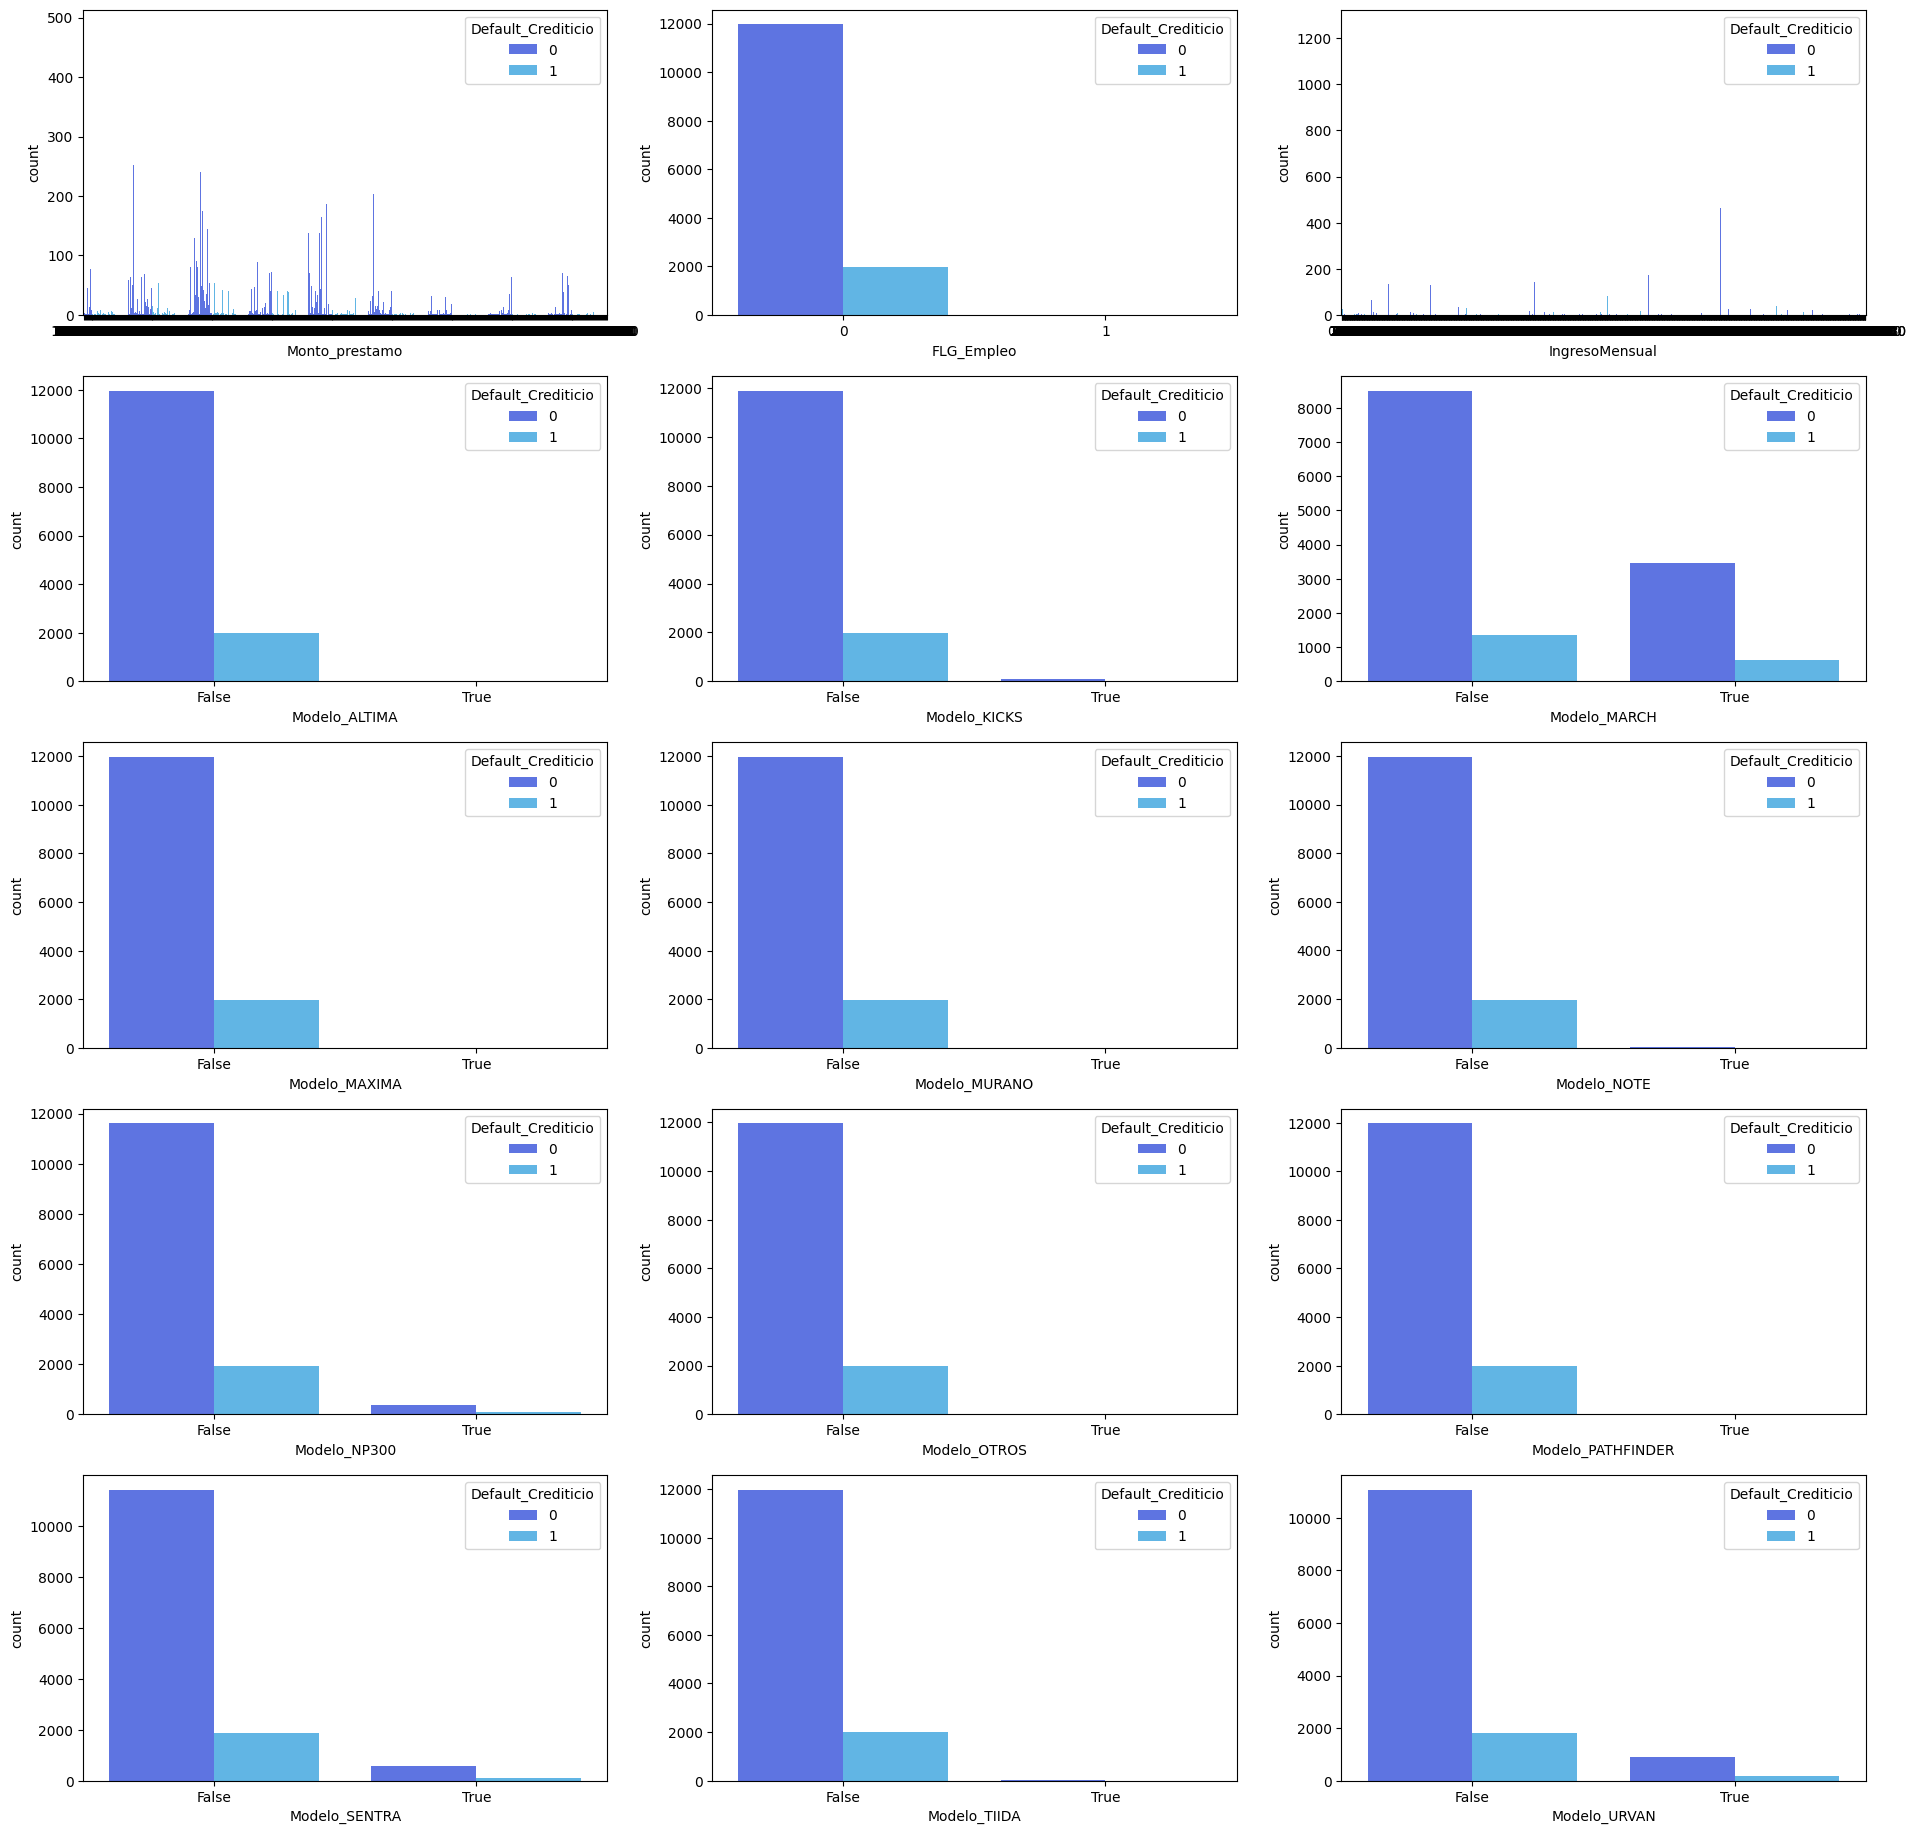 500
400
300
200
100
0
count
Default_Crediticio
0
1
Monto_prestamo
12000
10000
8000
6000
4000
2000
0
count
Default_Crediticio
0
1
0 1
FLG_Empleo
1200
1000
800
600
400
200
0
count
Default_Crediticio
0
1
IngresoMensual
12000
10000
8000
6000
4000
2000
0
count
Default_Crediticio
0
1
False True
Modelo_ALTIMA
12000
10000
8000
6000
4000
2000
0
count
Default_Crediticio
0
1
False True
Modelo_KICKS
8000
7000
6000
5000
4000
3000
2000
1000
0
count
Default_Crediticio
0
1
False True
Modelo_MARCH
12000
10000
8000
6000
4000
2000
0
count
Default_Crediticio
0
1
False True
Modelo_MAXIMA
12000
10000
8000
6000
4000
2000
0
count
Default_Crediticio
0
1
False True
Modelo_MURANO
12000
10000
8000
6000
4000
2000
0
count
Default_Crediticio
0
1
False True
Modelo_NOTE
12000
10000
8000
6000
4000
2000
0
count
Default_Crediticio
0
1
False True
Modelo_NP300
12000
10000
8000
6000
4000
2000
0
count
Default_Crediticio
0
1
False True
Modelo_OTROS
12000
10000
8000
6000
4000
2000
0
count
Default_Crediticio
0
1
False True
Modelo_PATHFINDER
10000
8000
6000
4000
2000
0
count
Default_Crediticio
0
1
False True
Modelo_SENTRA
12000
10000
8000
6000
4000
2000
0
count
Default_Crediticio
0
1
False True
Modelo_TIIDA
10000
8000
6000
4000
2000
0
count
Default_Crediticio
0
1
False True
Modelo_URVAN